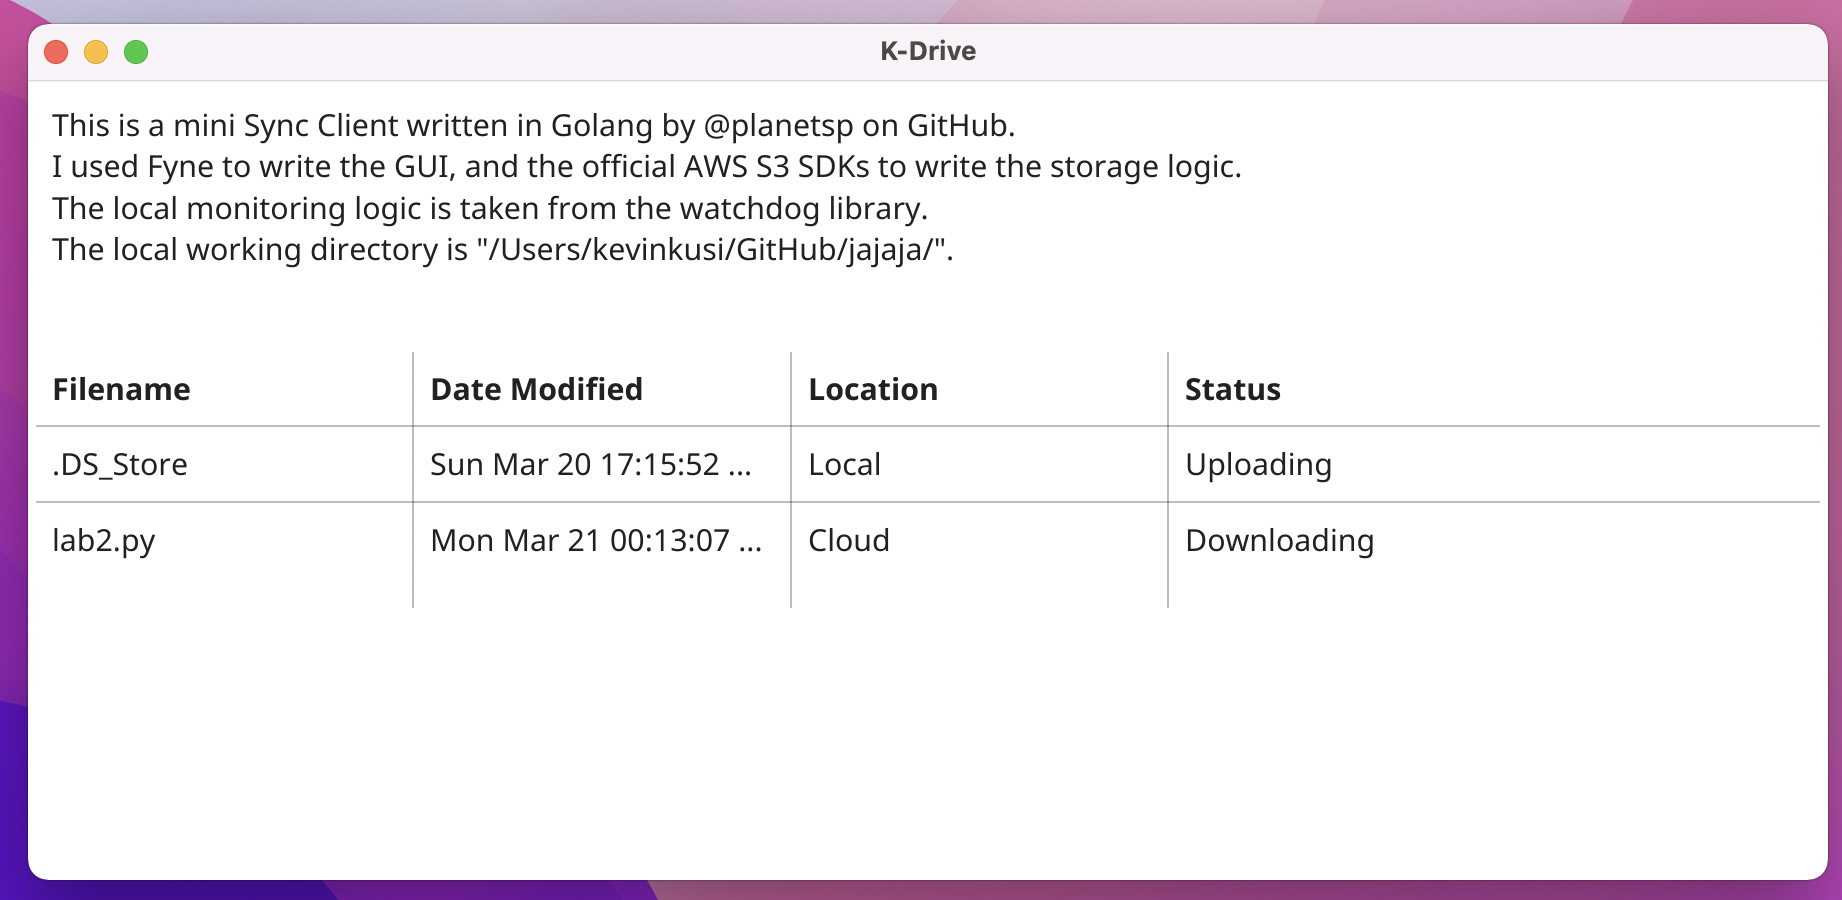 K-Drive
This is a mini Sync Client written in Golang by @planetsp on GitHub.
I used Fyne to write the GUI, and the official AWS S3 SDKs to write the storage logic.
The local monitoring logic is taken from the watchdog library.
The local working directory is "/Users/kevinkusi/GitHub/jajaja/".
Filename Date Modified Location Status
.DS_Store Sun Mar 20 17:15:52 ... Local Uploading
lab2.py Mon Mar 21 00:13:07 ... Cloud Downloading